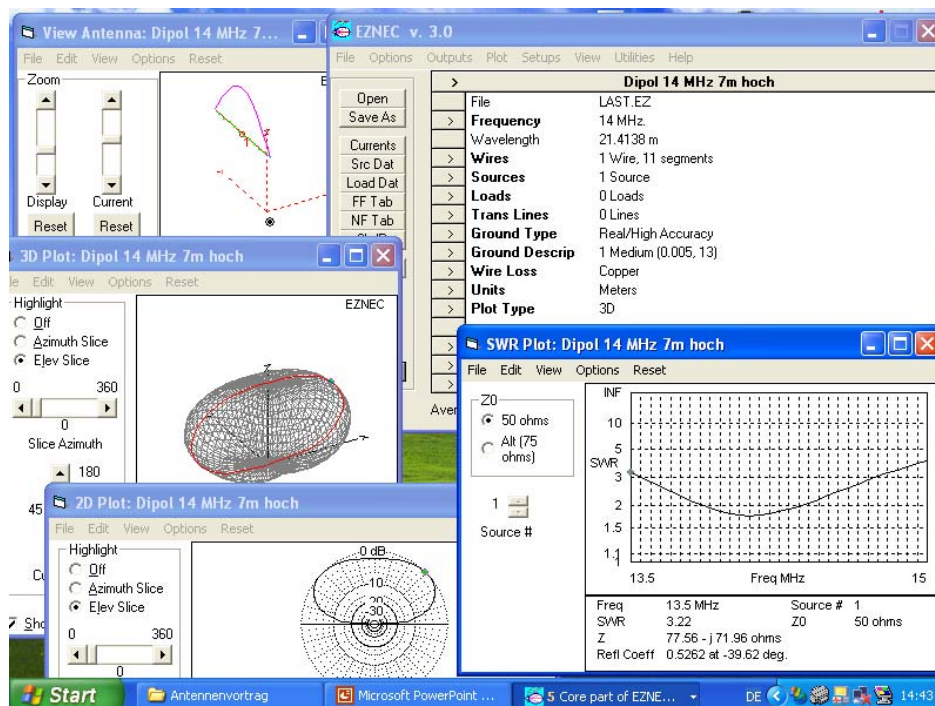 View Antenna: Dipol 14 MHz 7...
File Edit View Options Reset
Zoom
Display Current
Reset Reset
EZNEC v. 3.0
File Options Outputs Plot Setups View Utilities Help
Open
Save As
Currents
Src Dat
Load Dat
FF Tab
NF Tab
> Dipol 14 MHz 7m hoch
File LAST.EZ
> Frequency 14 MHz.
Wavelength 21.4138 m
> Wires 1 Wire, 11 segments
> Sources 1 Source
> Loads 0 Loads
> Trans Lines 0 Lines
> Ground Type Real/High Accuracy
> Ground Descrip 1 Medium (0.005, 13)
> Wire Loss Copper
> Units Meters
> Plot Type 3D
3D Plot: Dipol 14 MHz 7m hoch
Edit View Options Reset
Highlight
Off
Azimuth Slice
Elev Slice
0 360
0
Slice Azimuth
180
45
EZNEC
2D Plot: Dipol 14 MHz 7m hoch
File Edit View Options Reset
Highlight
Off
Azimuth Slice
Elev Slice
0 360
0
0 dB
-10
-30
SWR Plot: Dipol 14 MHz 7m hoch
File Edit View Options Reset
Z0
50 ohms
Alt (75
ohms)
1
Source #
INF
10
5
SWR
3
2
1.5
1.1
1
13.5 Freq MHz 15
Freq 13.5 MHz Source # 1
SWR 3.22 Z0 50 ohms
Z 77.56 - j 71.96 ohms
Refl Coeff 0.5262 at -39.62 deg.
Start Antennenvortrag Microsoft PowerPoint ... 5 Core part of EZNE... DE 14:43